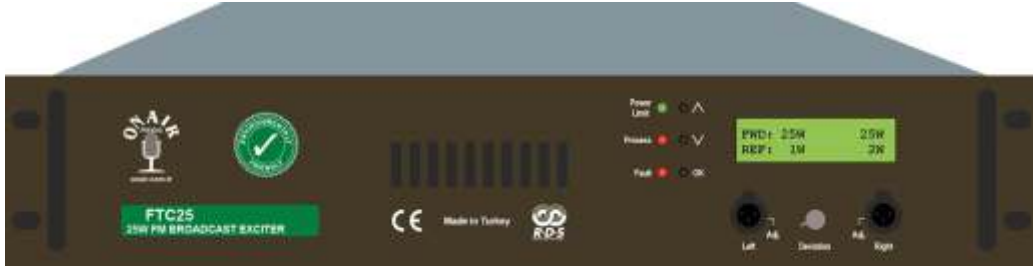 ONAIR
FTC25
25W FM BROADCAST EXCITER
CE
Made in Turkey
RDS
Power
Limit
Process
Fault
OK
FWD: 25W 25W
REF: 1W 2W
Adj.
Left
Deviation
Adj.
Right